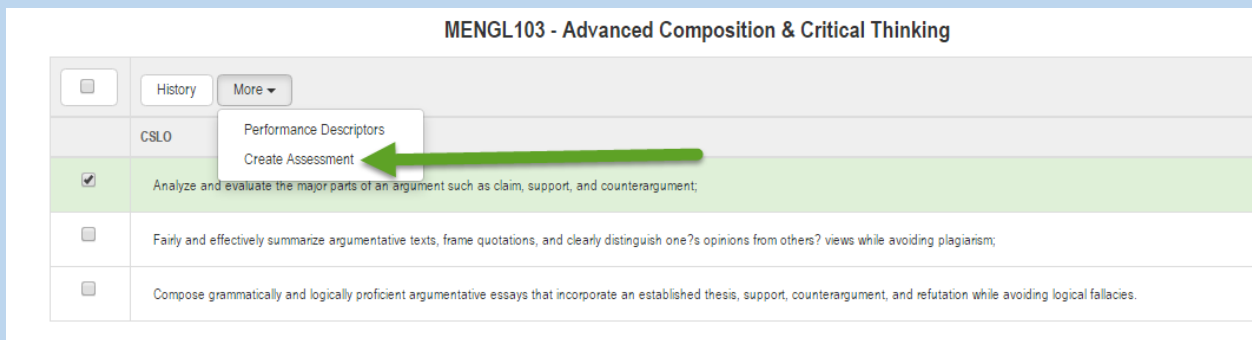 MENGL103 - Advanced Composition & Critical Thinking
History More
Performance Descriptors
CSLO
Create Assessment
Analyze and evaluate the major parts of an argument such as claim, support, and counterargument;
Fairly and effectively summarize argumentative texts, frame quotations, and clearly distinguish one?s opinions from others? views while avoiding plagiarism;
Compose grammatically and logically proficient argumentative essays that incorporate an established thesis, support, counterargument, and refutation while avoiding logical fallacies.